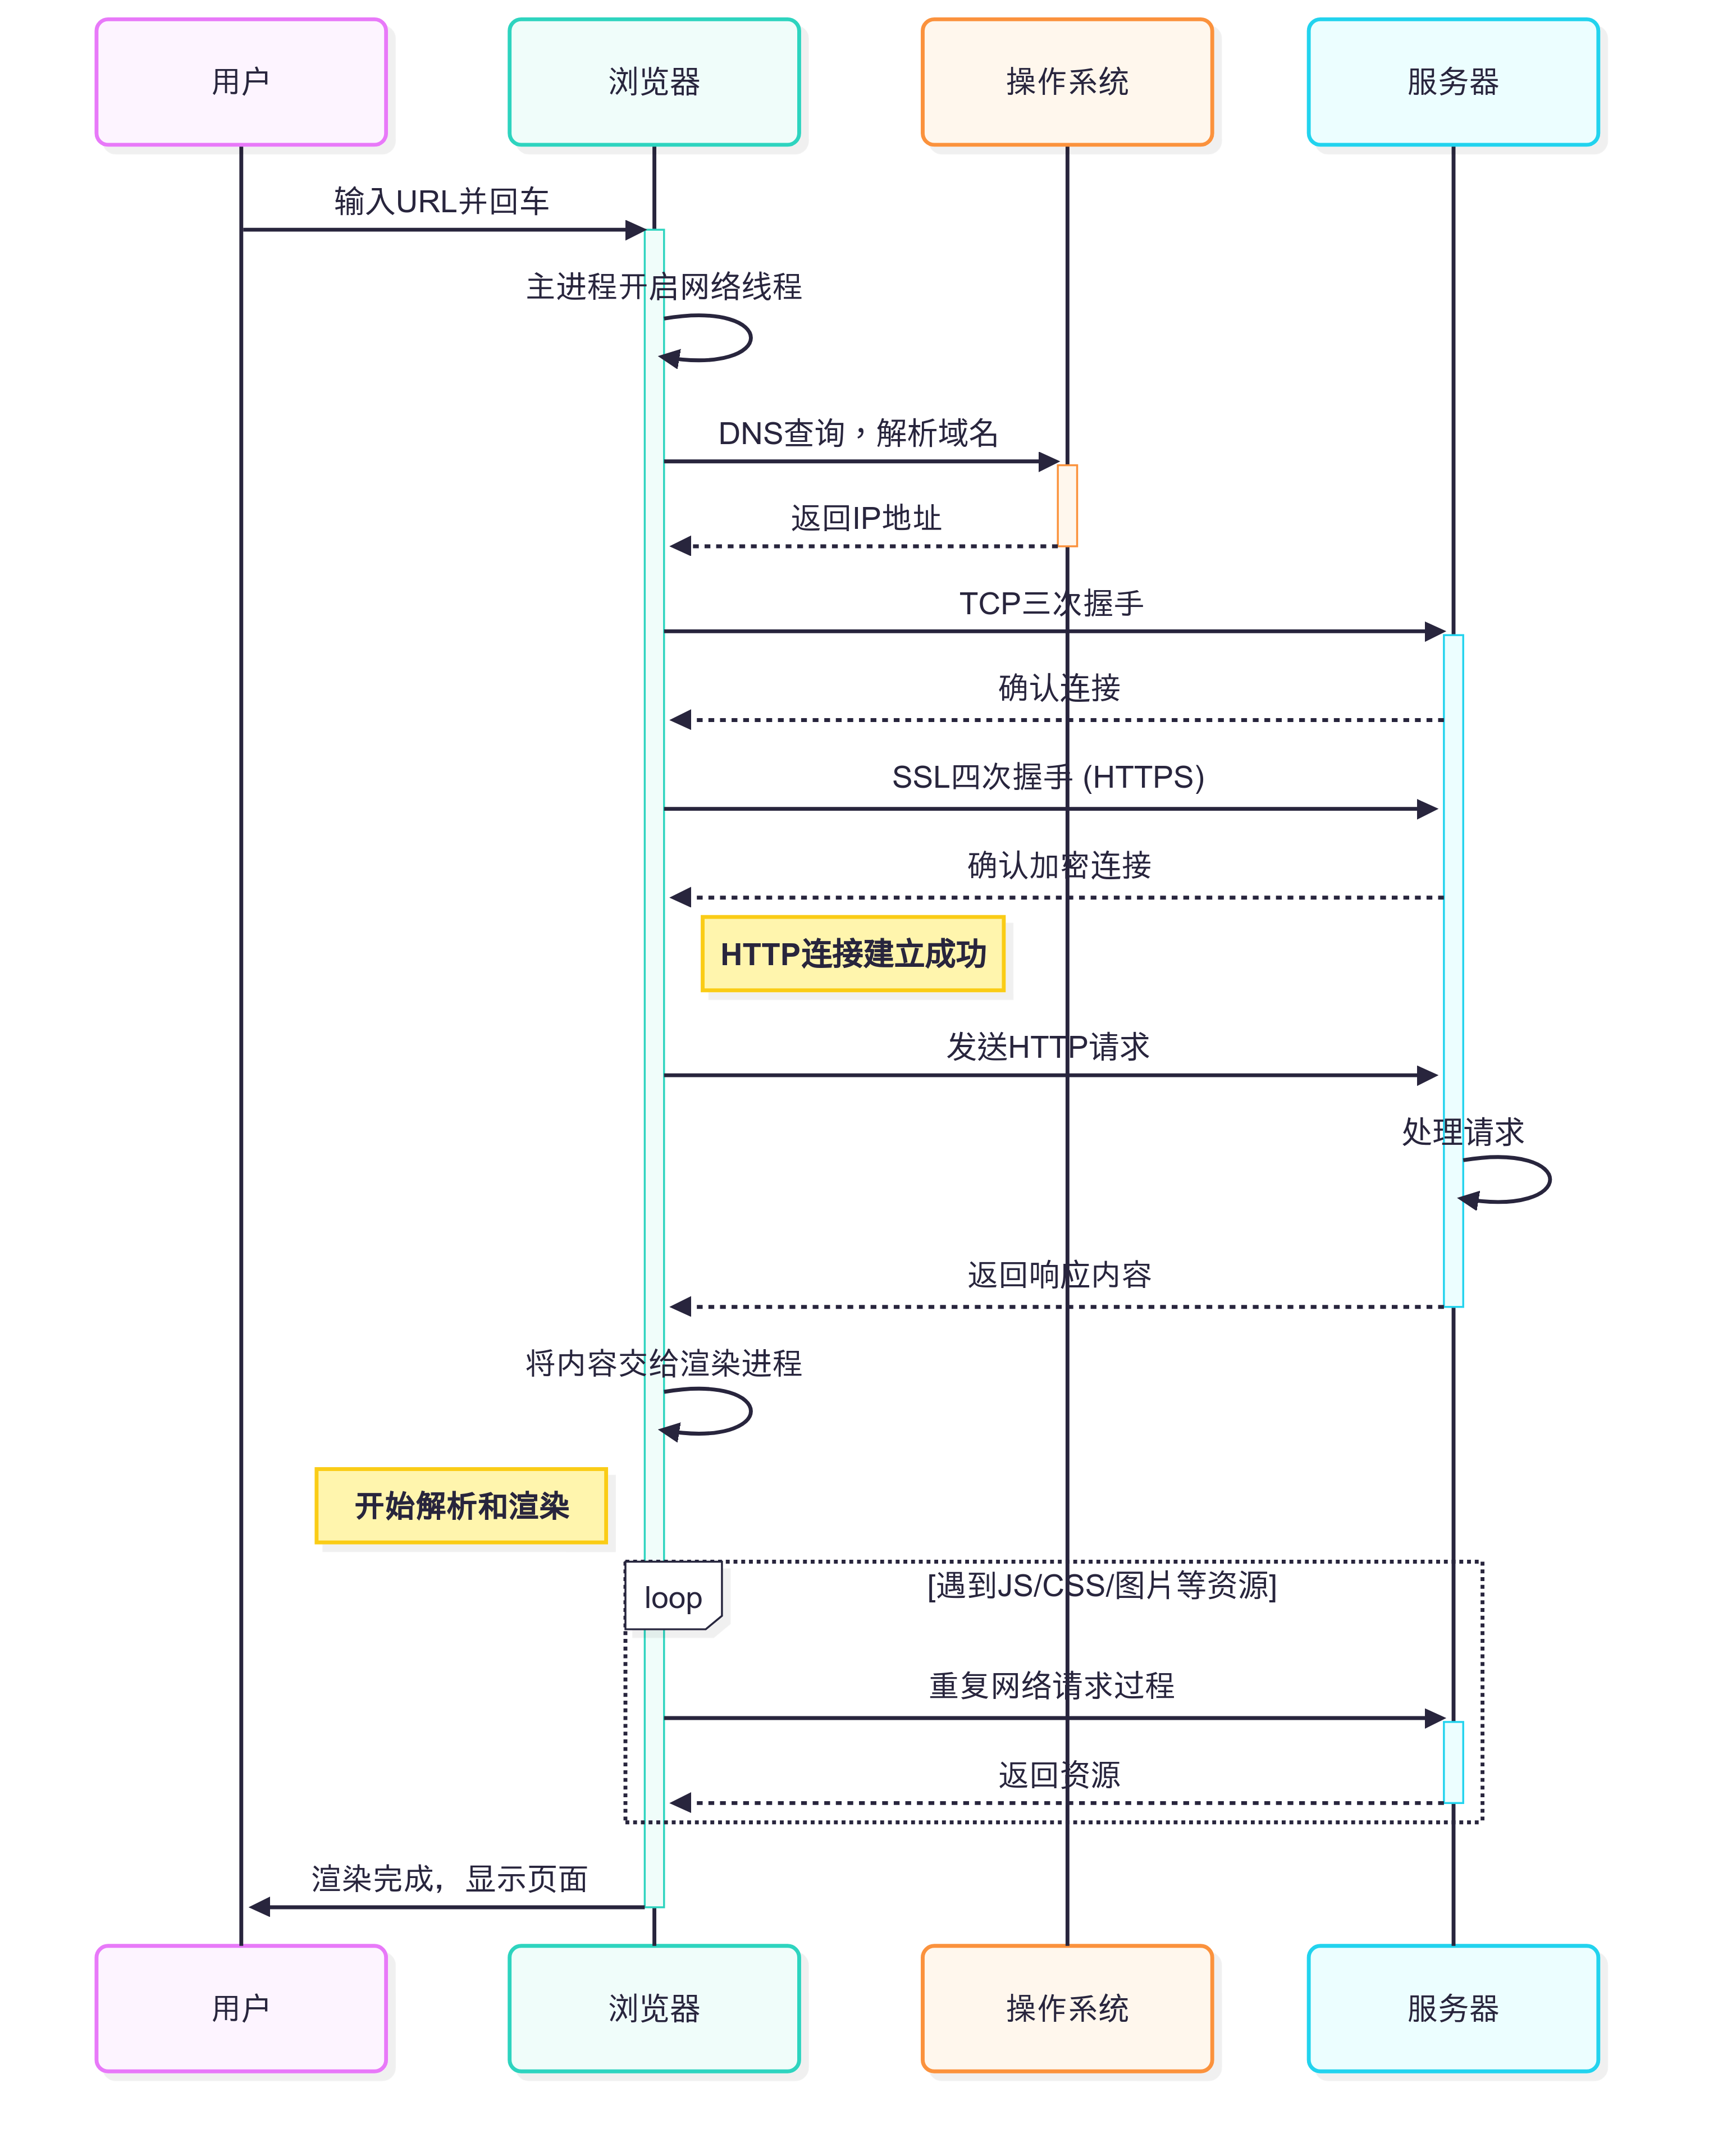 用户
浏览器
操作系统
服务器
输入URL并回车
主进程开启网络线程
DNS查询，解析域名
返回IP地址
TCP三次握手
确认连接
SSL四次握手 (HTTPS)
确认加密连接
HTTP连接建立成功
发送HTTP请求
处理请求
返回响应内容
将内容交给渲染进程
开始解析和渲染
loop
[遇到JS/CSS/图片等资源]
重复网络请求过程
返回资源
渲染完成，显示页面
用户
浏览器
操作系统
服务器